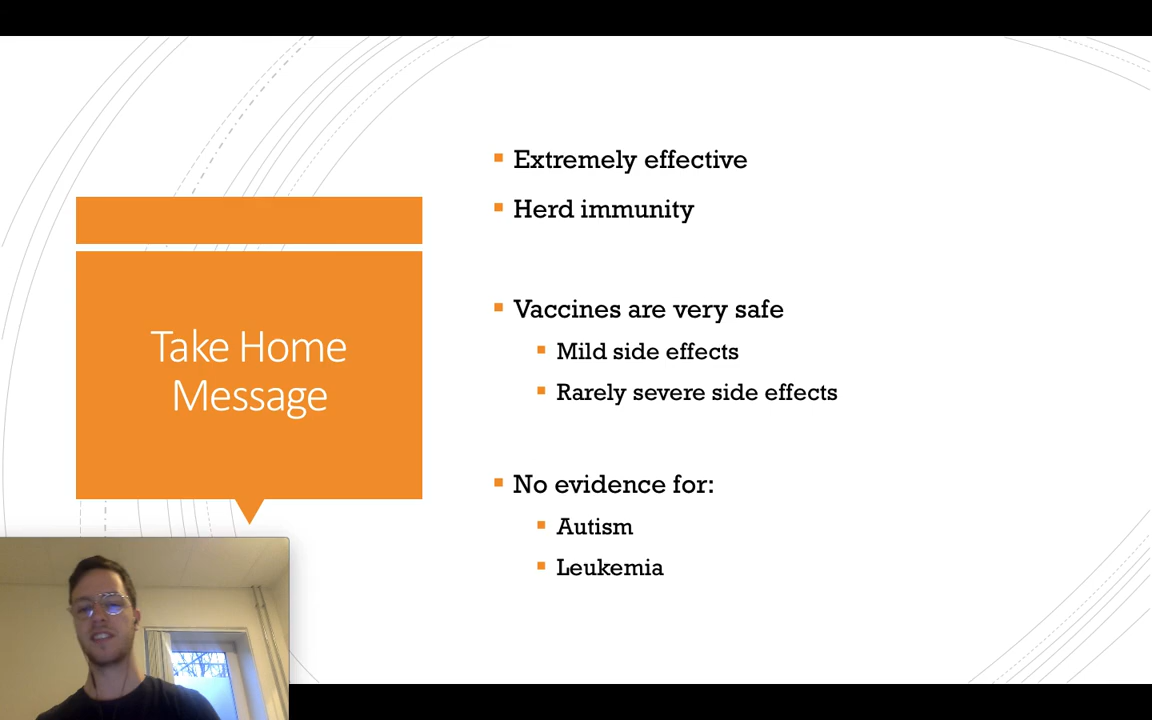 Take Home
Message
Extremely effective
Herd immunity
Vaccines are very safe
Mild side effects
Rarely severe side effects
No evidence for:
Autism
Leukemia